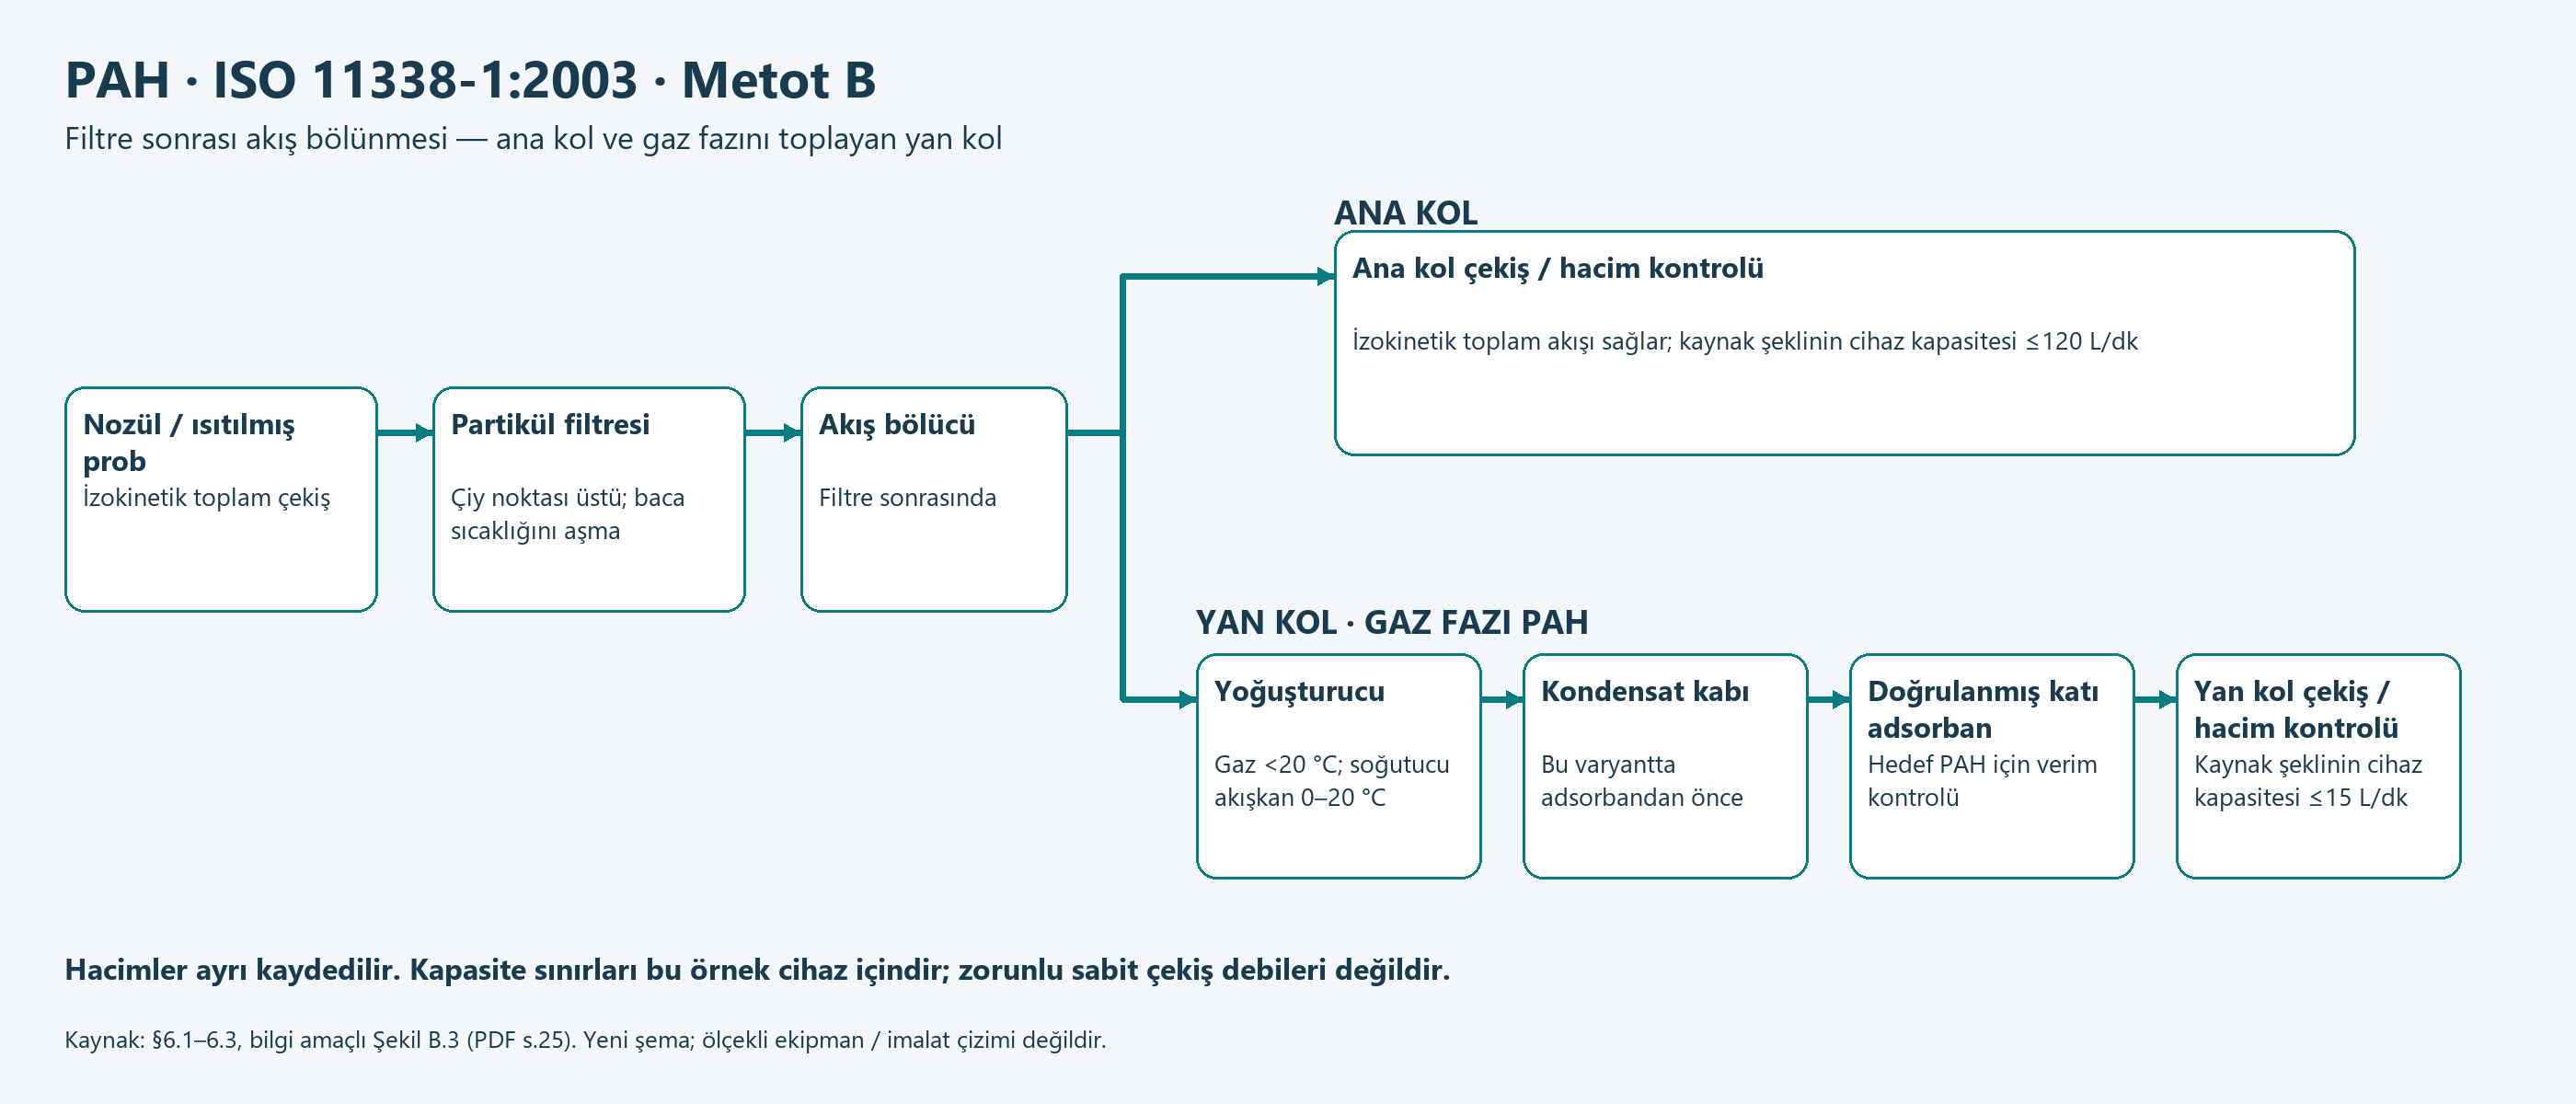 PAH · ISO 11338-1:2003 · Metot B
Filtre sonrası akış bölünmesi — ana kol ve gaz fazını toplayan yan kol
ANA KOL
Ana kol çekiş / hacim kontrolü
İzokinetik toplam akışı sağlar; kaynak şeklinin cihaz kapasitesi ≤120 L/dk
Nozül / ısıtılmış
prob
İzokinetik toplam çekiş
Partikül filtresi
Çiy noktası üstü; baca
sıcaklığını aşma
Akış bölücü
Filtre sonrasında
YAN KOL · GAZ FAZI PAH
Yoğuşturucu
Gaz <20 °C; soğutucu
akışkan 0–20 °C
Kondensat kabı
Bu varyantta
adsorbandan önce
Doğrulanmış katı
adsorban
Hedef PAH için verim
kontrolü
Yan kol çekiş /
hacim kontrolü
Kaynak şeklinin cihaz
kapasitesi ≤15 L/dk
Hacimler ayrı kaydedilir. Kapasite sınırları bu örnek cihaz içindir; zorunlu sabit çekiş debileri değildir.
Kaynak: §6.1–6.3, bilgi amaçlı Şekil B.3 (PDF s.25). Yeni şema; ölçekli ekipman / imalat çizimi değildir.